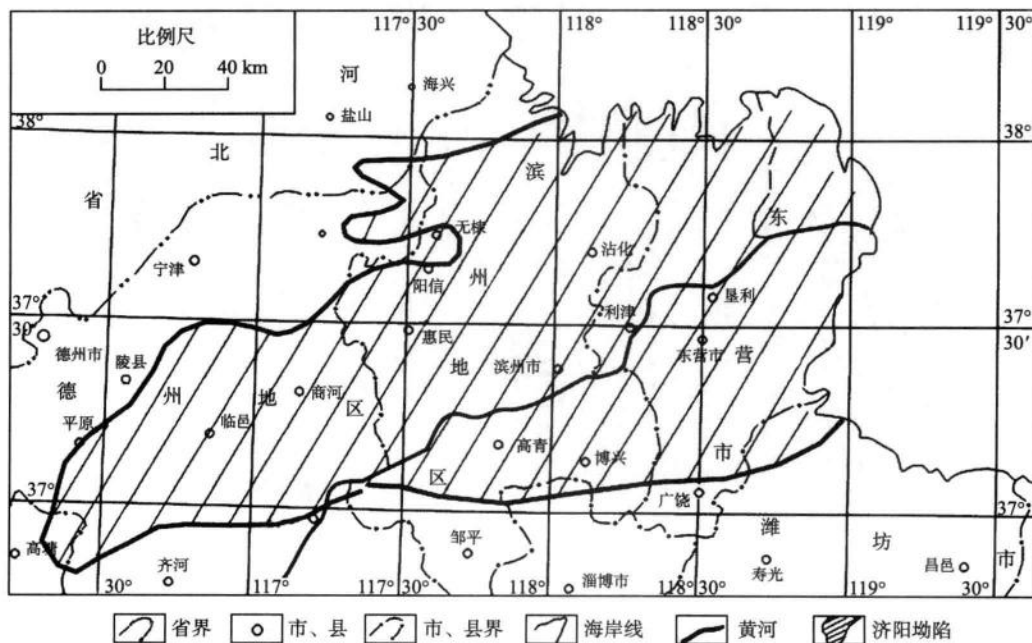 117°30′
118°
118°30′
119°
30′
比例尺
0 20 40 km
河
海兴
盐山
38°
38°
北
滨
省
东
无棣
沾化
宁津
州
阳信
垦利
37°
30′
利津
37°
30′
惠民
德州市
东营市
营
陵县
地
滨州市
德
州
地
商河
区
平原
临邑
高青
市
区
博兴
37°
广饶
37°
潍
邹平
坊
高塘
齐河
寿光
昌邑
市
淄博市
30°
117°
117°30°
118°
118°30′
119°
30°
省界
市、县
市、县界
海岸线
黄河
济阳坳陷